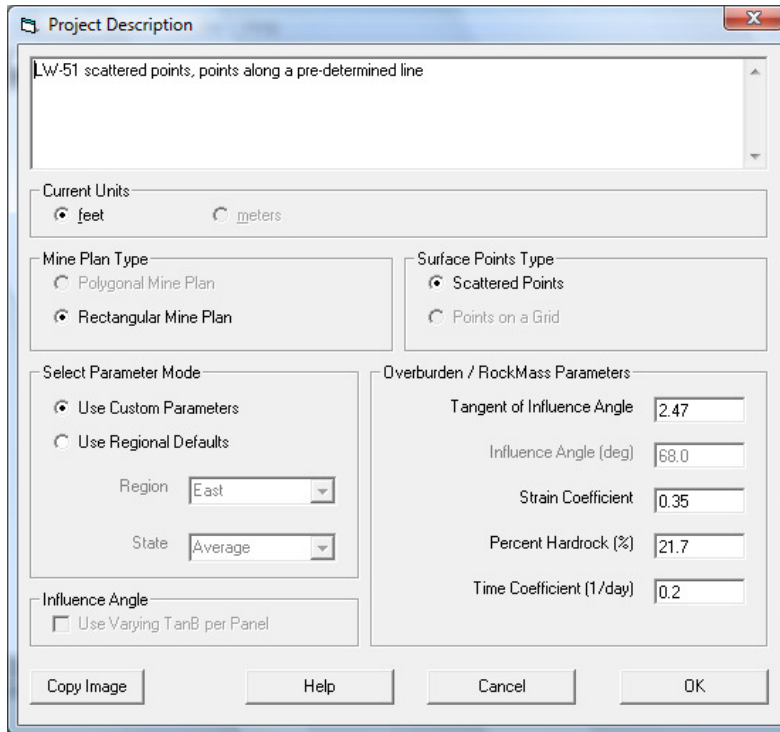 Project Description
LW-51 scattered points, points along a pre-determined line
Current Units
feet
meters
Mine Plan Type
Polygonal Mine Plan
Rectangular Mine Plan
Surface Points Type
Scattered Points
Points on a Grid
Select Parameter Mode
Use Custom Parameters
Use Regional Defaults
Region East
State Average
Influence Angle
Use Varying TanB per Panel
Overburden / RockMass Parameters
Tangent of Influence Angle 2.47
Influence Angle (deg) 68.0
Strain Coefficient 0.35
Percent Hardrock (%) 21.7
Time Coefficient (1/day) 0.2
Copy Image Help Cancel OK